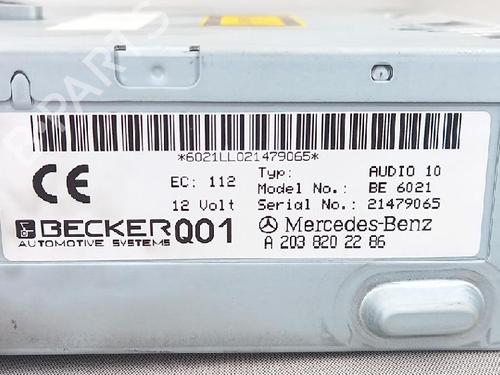 *6021LL021479065*
CE EC: 112 Typ: AUDIO 10
Model No.: BE 6021
12 Volt Serial No.: 21479065
BECKER Q01 Mercedes-Benz
AUTOMOTIVE SYSTEMS A 203 820 22 86
B-PARTS